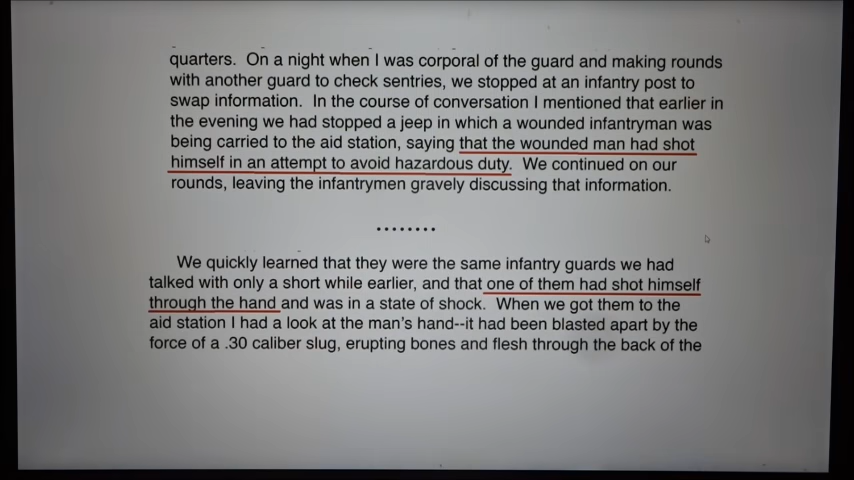 quarters. On a night when I was corporal of the guard and making rounds
with another guard to check sentries, we stopped at an infantry post to
swap information. In the course of conversation I mentioned that earlier in
the evening we had stopped a jeep in which a wounded infantryman was
being carried to the aid station, saying that the wounded man had shot
himself in an attempt to avoid hazardous duty. We continued on our
rounds, leaving the infantrymen gravely discussing that information.
........
We quickly learned that they were the same infantry guards we had
talked with only a short while earlier, and that one of them had shot himself
through the hand and was in a state of shock. When we got them to the
aid station I had a look at the man's hand--it had been blasted apart by the
force of a .30 caliber slug, erupting bones and flesh through the back of the